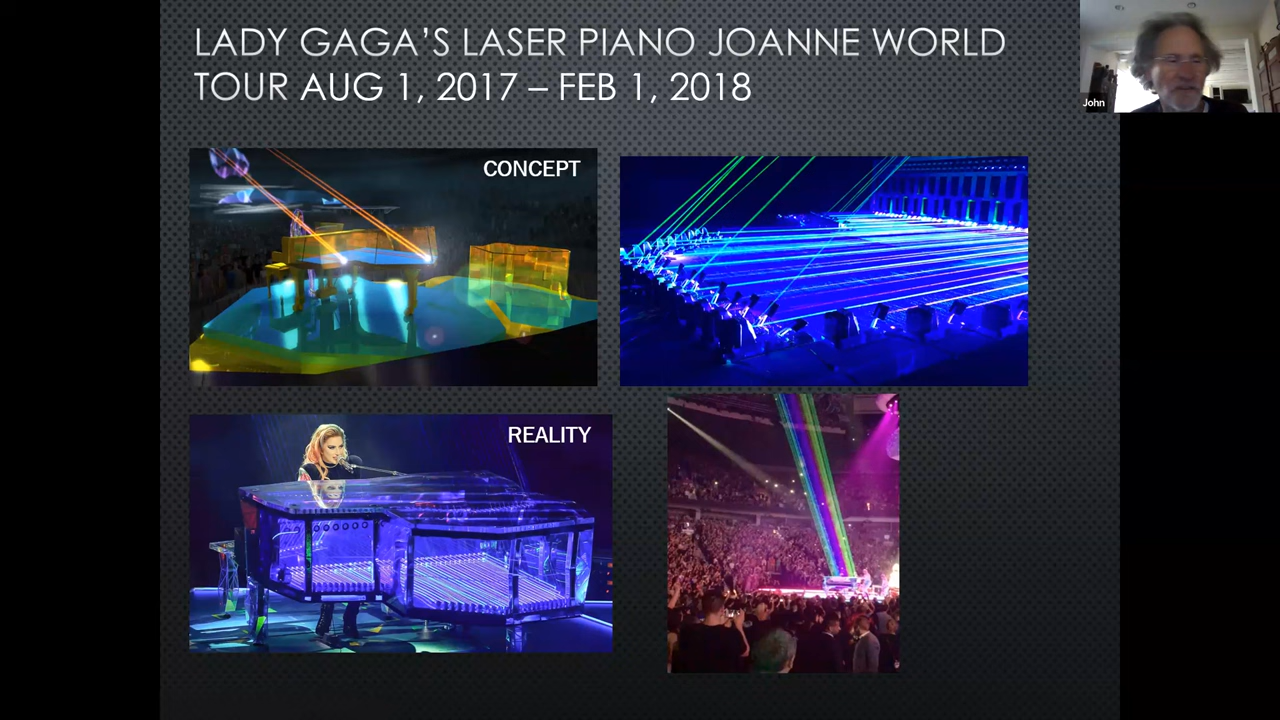 LADY GAGA'S LASER PIANO JOANNE WORLD
TOUR AUG 1, 2017 – FEB 1, 2018
John
CONCEPT
REALITY